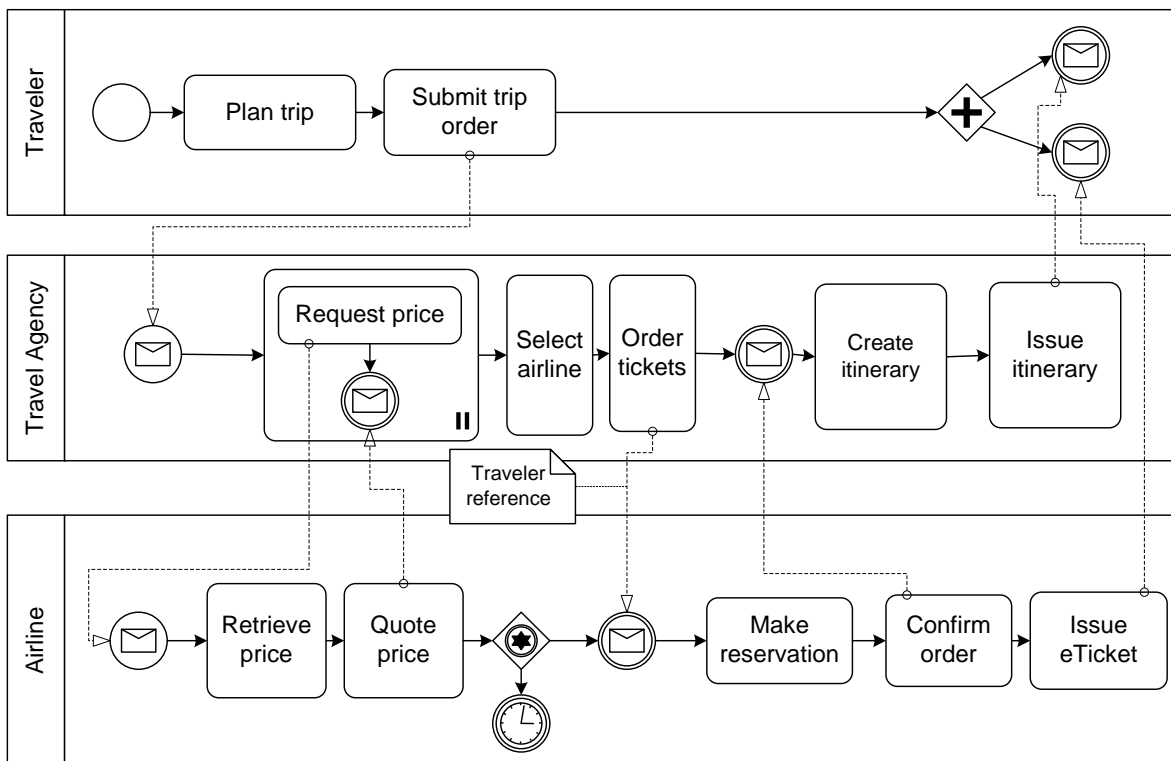 Traveler
Plan trip
Submit trip
order
Travel Agency
Request price
Select
airline
Order
tickets
Create
itinerary
Issue
itinerary
Traveler
reference
Airline
Retrieve
price
Quote
price
Make
reservation
Confirm
order
Issue
eTicket